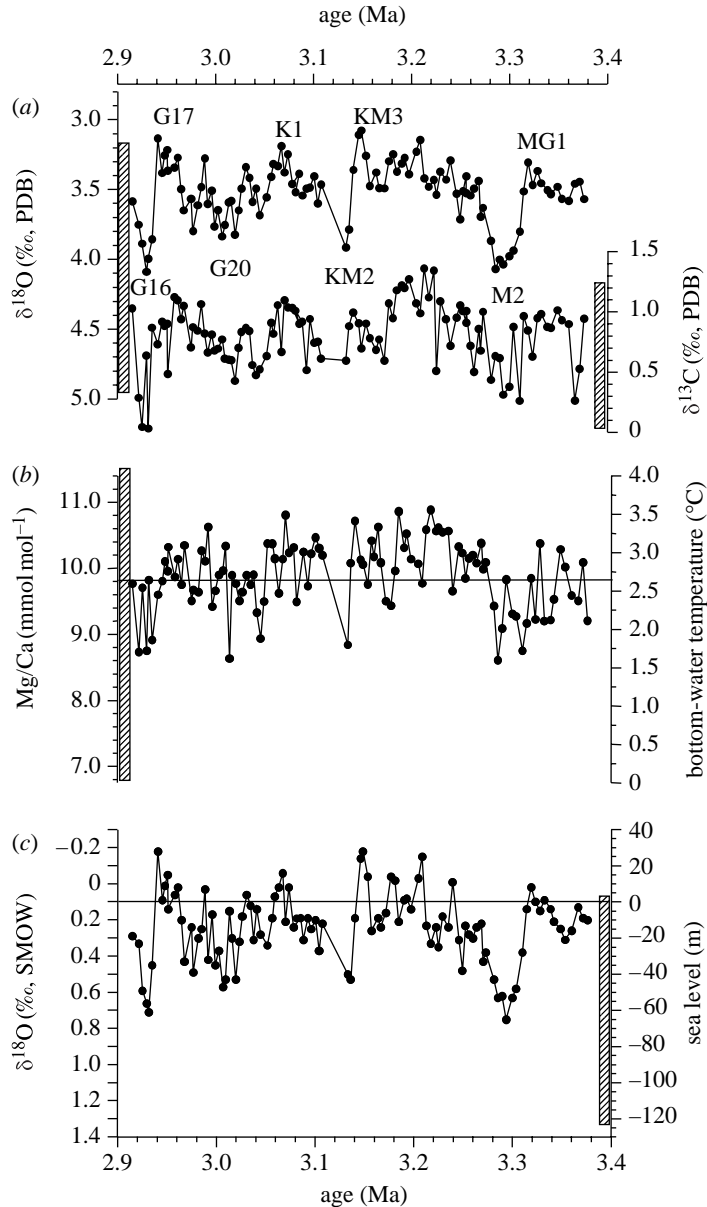 age (Ma)
2.9 3.0 3.1 3.2 3.3 3.4
(a)
3.0
3.5
4.0
4.5
5.0
δ¹⁸O (‰, PDB)
G17
K1
KM3
MG1
G16
G20
KM2
M2
1.5
1.0
0.5
0
δ¹³C (‰, PDB)
(b)
11.0
10.0
9.0
8.0
7.0
Mg/Ca (mmol mol⁻¹)
4.0
3.5
3.0
2.5
2.0
1.5
1.0
0.5
0
bottom-water temperature (°C)
(c)
−0.2
0
0.2
0.4
0.6
0.8
1.0
1.2
1.4
δ¹⁸O (‰, SMOW)
40
20
0
−20
−40
−60
−80
−100
−120
sea level (m)
2.9 3.0 3.1 3.2 3.3 3.4
age (Ma)